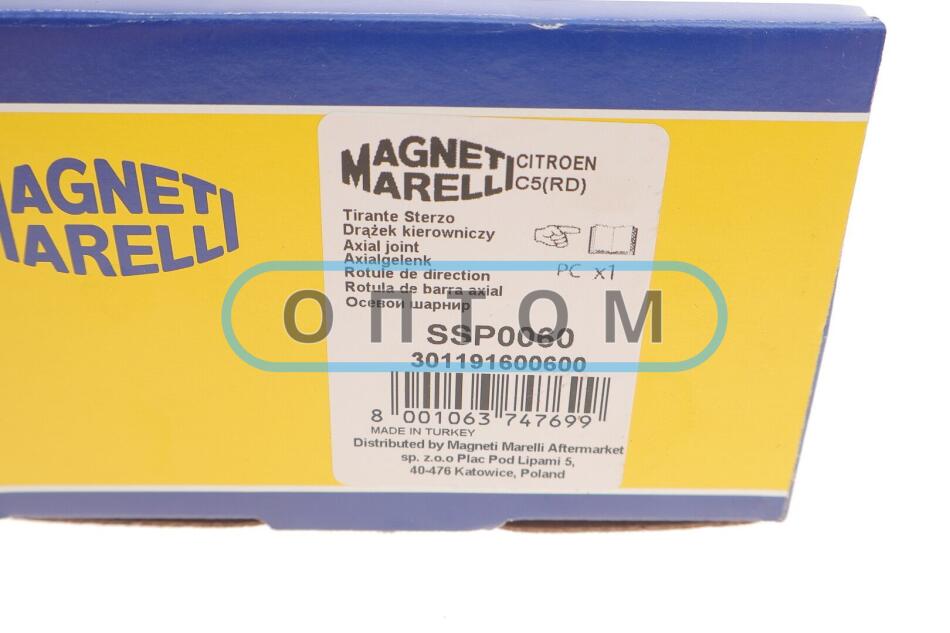 MAGNETI
MARELLI
MAGNETI
MARELLI
CITROEN
C5(RD)
Tirante Sterzo
Drążek kierowniczy
Axial joint
Axialgelenk
Rotule de direction
Rotula de barra axial
Осевой шарнир
PC x1
ОПТОМ
SSP0060
301191600600
8 001063 747699
MADE IN TURKEY
Distributed by Magneti Marelli Aftermarket
sp. z.o.o Plac Pod Lipami 5,
40-476 Katowice, Poland